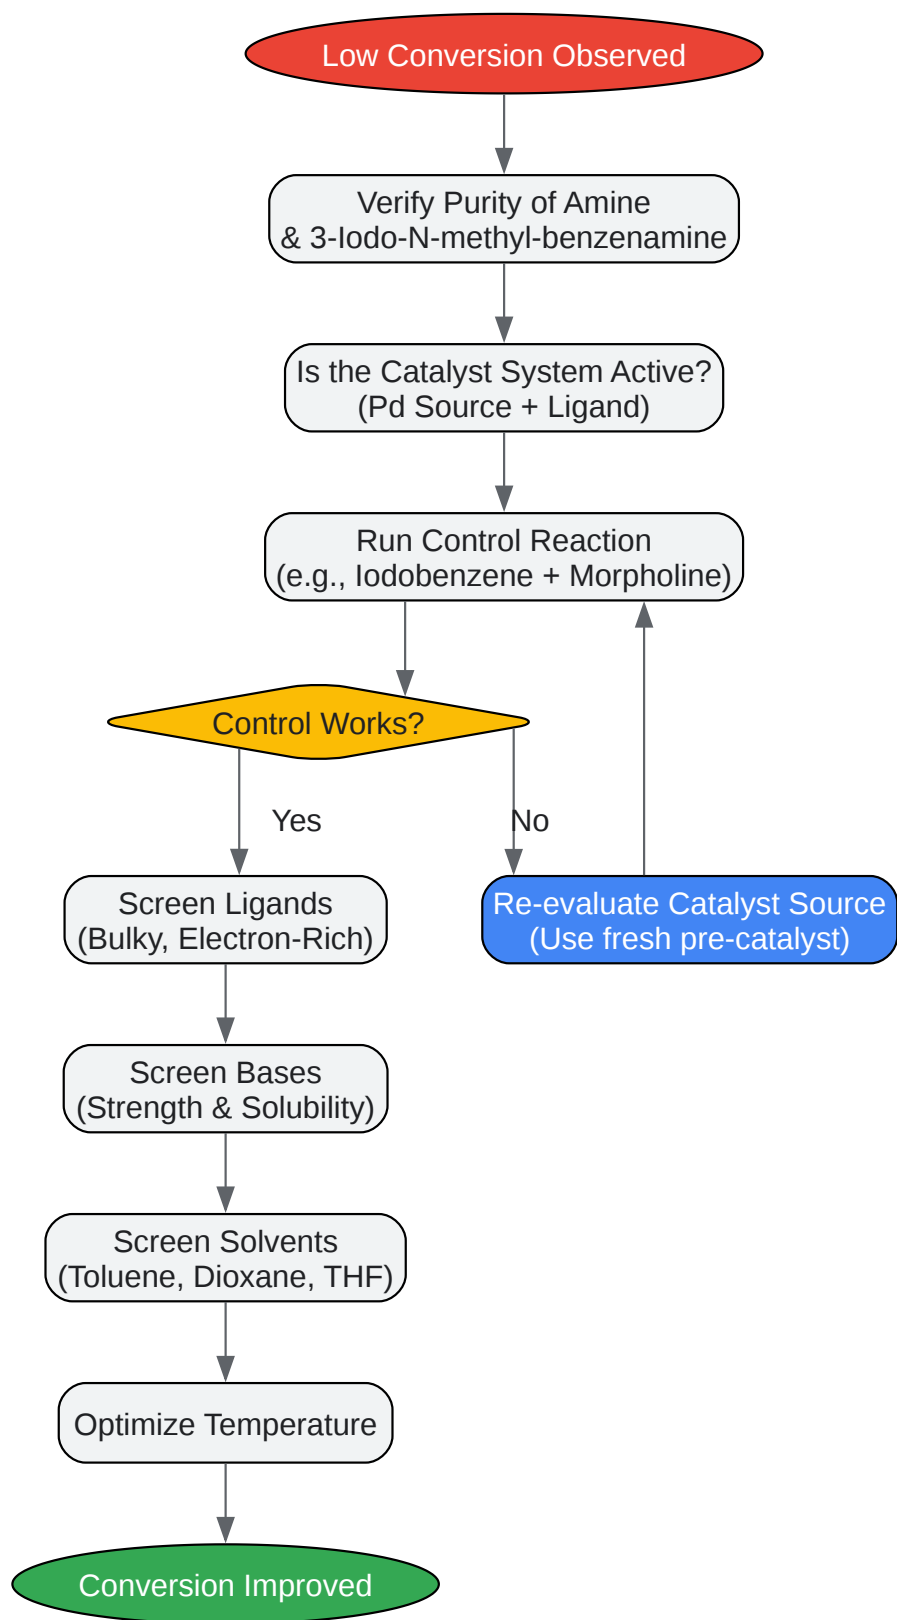 Low Conversion Observed
Verify Purity of Amine
& 3-Iodo-N-methyl-benzenamine
Is the Catalyst System Active?
(Pd Source + Ligand)
Run Control Reaction
(e.g., Iodobenzene + Morpholine)
Control Works?
Yes
No
Screen Ligands
(Bulky, Electron-Rich)
Re-evaluate Catalyst Source
(Use fresh pre-catalyst)
Screen Bases
(Strength & Solubility)
Screen Solvents
(Toluene, Dioxane, THF)
Optimize Temperature
Conversion Improved